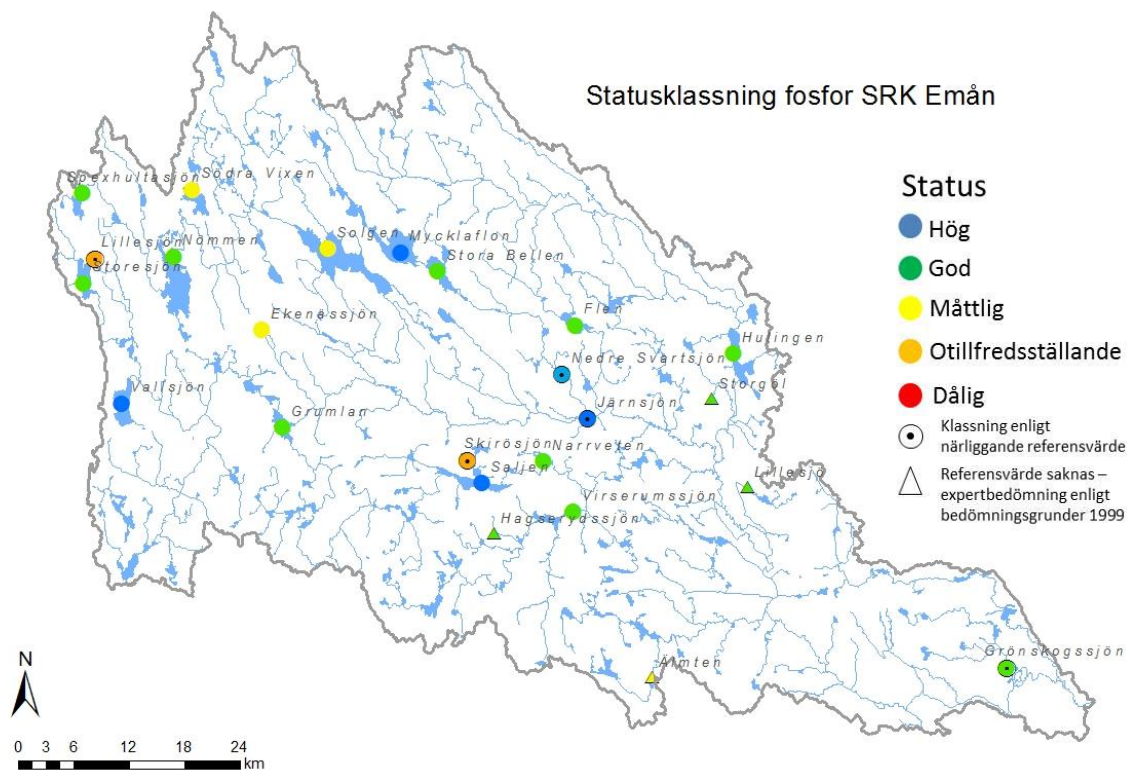 Statusklassning fosfor SRK Emån
Status
Hög
God
Måttlig
Otillfredsställande
Dålig
Klassning enligt
närliggande referensvärde
Referensvärde saknas –
expertbedömning enligt
bedömningsgrunder 1999
Spexhultasjön
Södra Vixen
Lillesjön
Nömmen
Storesjön
Solgen
Mycklaflon
Stora Bellen
Ekenässjön
Flen
Hulingen
Nedre Svartsjön
Storgöl
Vallsjön
Järnsjön
Grumlan
Skirösjön
Narrveten
Saljen
Lillesjö
Virserumssjön
Hagserydssjön
Älmten
Grönskogssjön
N
0 3 6 12 18 24
km